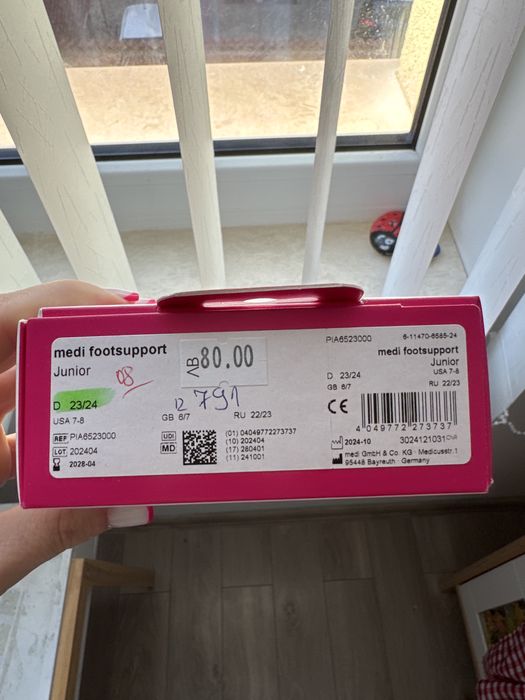 medi footsupport
Junior
08
D 23/24
USA 7-8
REF PIA6523000
LOT 202404
2028-04
80.00
12 791
GB 6/7
RU 22/23
UDI
MD
(01) 04049772273737
(10) 202404
(17) 280401
(11) 241001
PIA6523000
6-11470-6585-24
medi footsupport
Junior
D 23/24
USA 7-8
GB 6/7
RU 22/23
CE
4 049772 273737
2024-10
3024121031
medi GmbH & Co. KG · Medicusstr.1
95448 Bayreuth · Germany